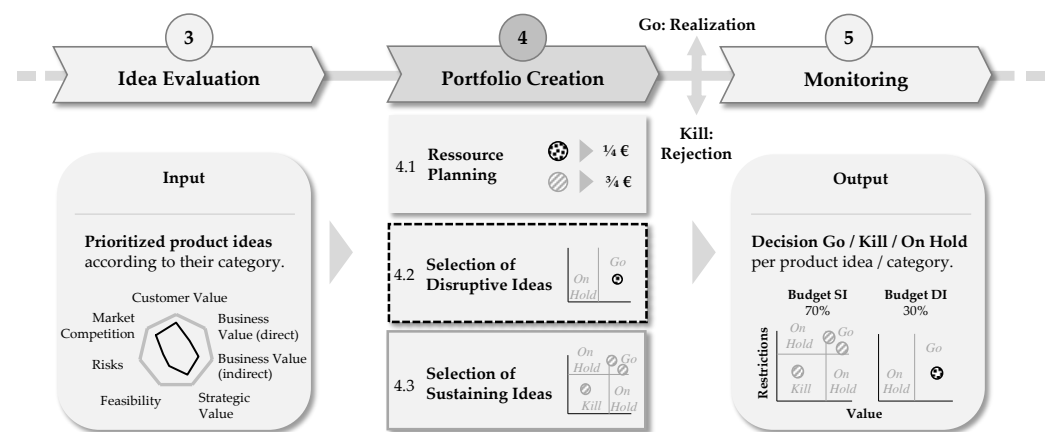 3
Idea Evaluation
4
Portfolio Creation
Go: Realization
Kill:
Rejection
5
Monitoring
Input
Prioritized product ideas
according to their category.
Customer Value
Market
Competition
Business
Value (direct)
Risks
Business Value
(indirect)
Feasibility
Strategic
Value
4.1
Ressource
Planning
¼ €
¾ €
4.2
Selection of
Disruptive Ideas
On
Hold
Go
4.3
Selection of
Sustaining Ideas
On
Hold
Go
Kill
On
Hold
Output
Decision Go / Kill / On Hold
per product idea / category.
Budget SI
70%
Budget DI
30%
Restrictions
On
Hold
Go
Kill
On
Hold
On
Hold
Go
Value